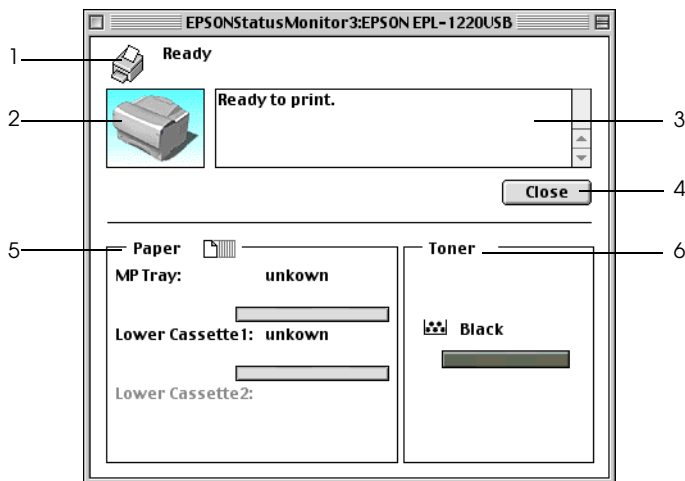 EPSONStatusMonitor3:EPSON EPL-1220USB
1
Ready
2
Ready to print.
3
Close
4
5
Paper
MP Tray: unkown
Lower Cassette1: unkown
Lower Cassette2:
Toner
6
Black